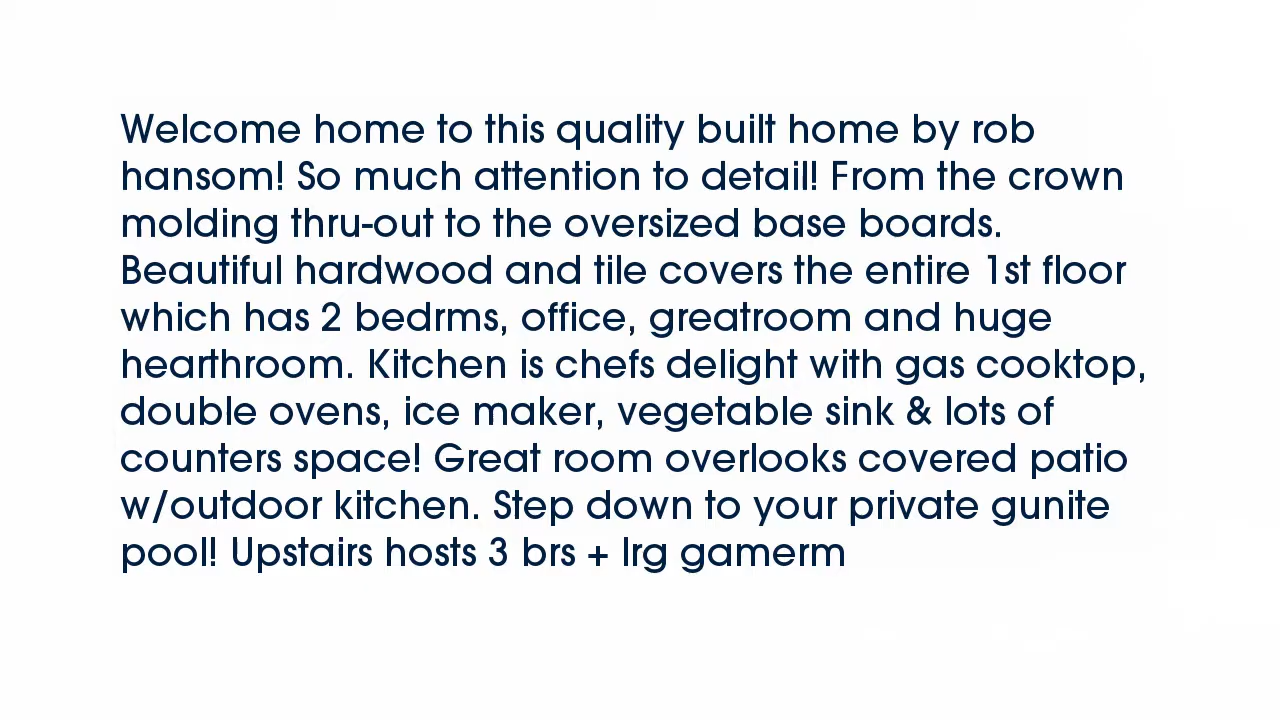 Welcome home to this quality built home by rob
hansom! So much attention to detail! From the crown
molding thru-out to the oversized base boards.
Beautiful hardwood and tile covers the entire 1st floor
which has 2 bedrms, office, greatroom and huge
hearthroom. Kitchen is chefs delight with gas cooktop,
double ovens, ice maker, vegetable sink & lots of
counters space! Great room overlooks covered patio
w/outdoor kitchen. Step down to your private gunite
pool! Upstairs hosts 3 brs + lrg gamerm